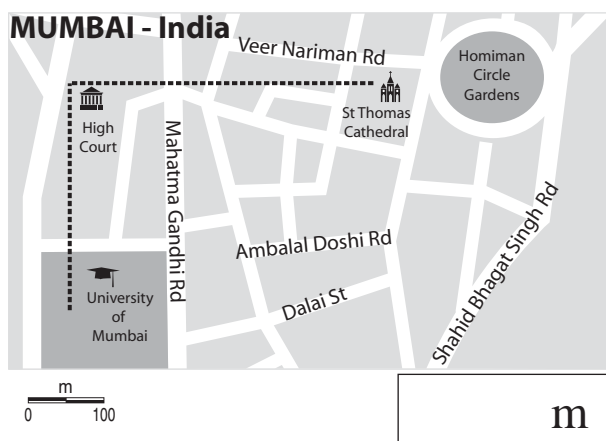 MUMBAI - India
Veer Nariman Rd
Homiman
Circle
Gardens
High
Court
St Thomas
Cathedral
Mahatma Gandhi Rd
Ambalal Doshi Rd
Dalai St
Shahid Bhagat Singh Rd
University
of
Mumbai
m
0 100
m